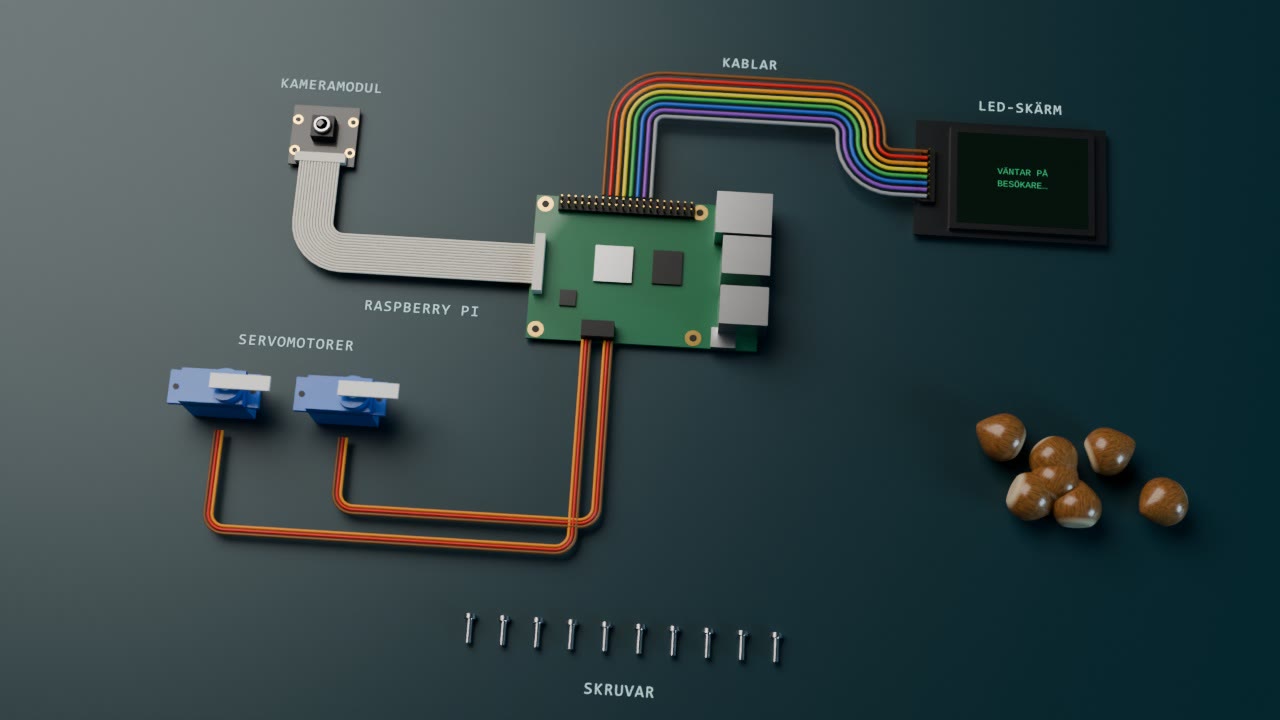 KABLAR
KAMERAMODUL
LED-SKÄRM
VÄNTAR PÅ
BESÖKARE…
RASPBERRY PI
SERVOMOTORER
SKRUVAR